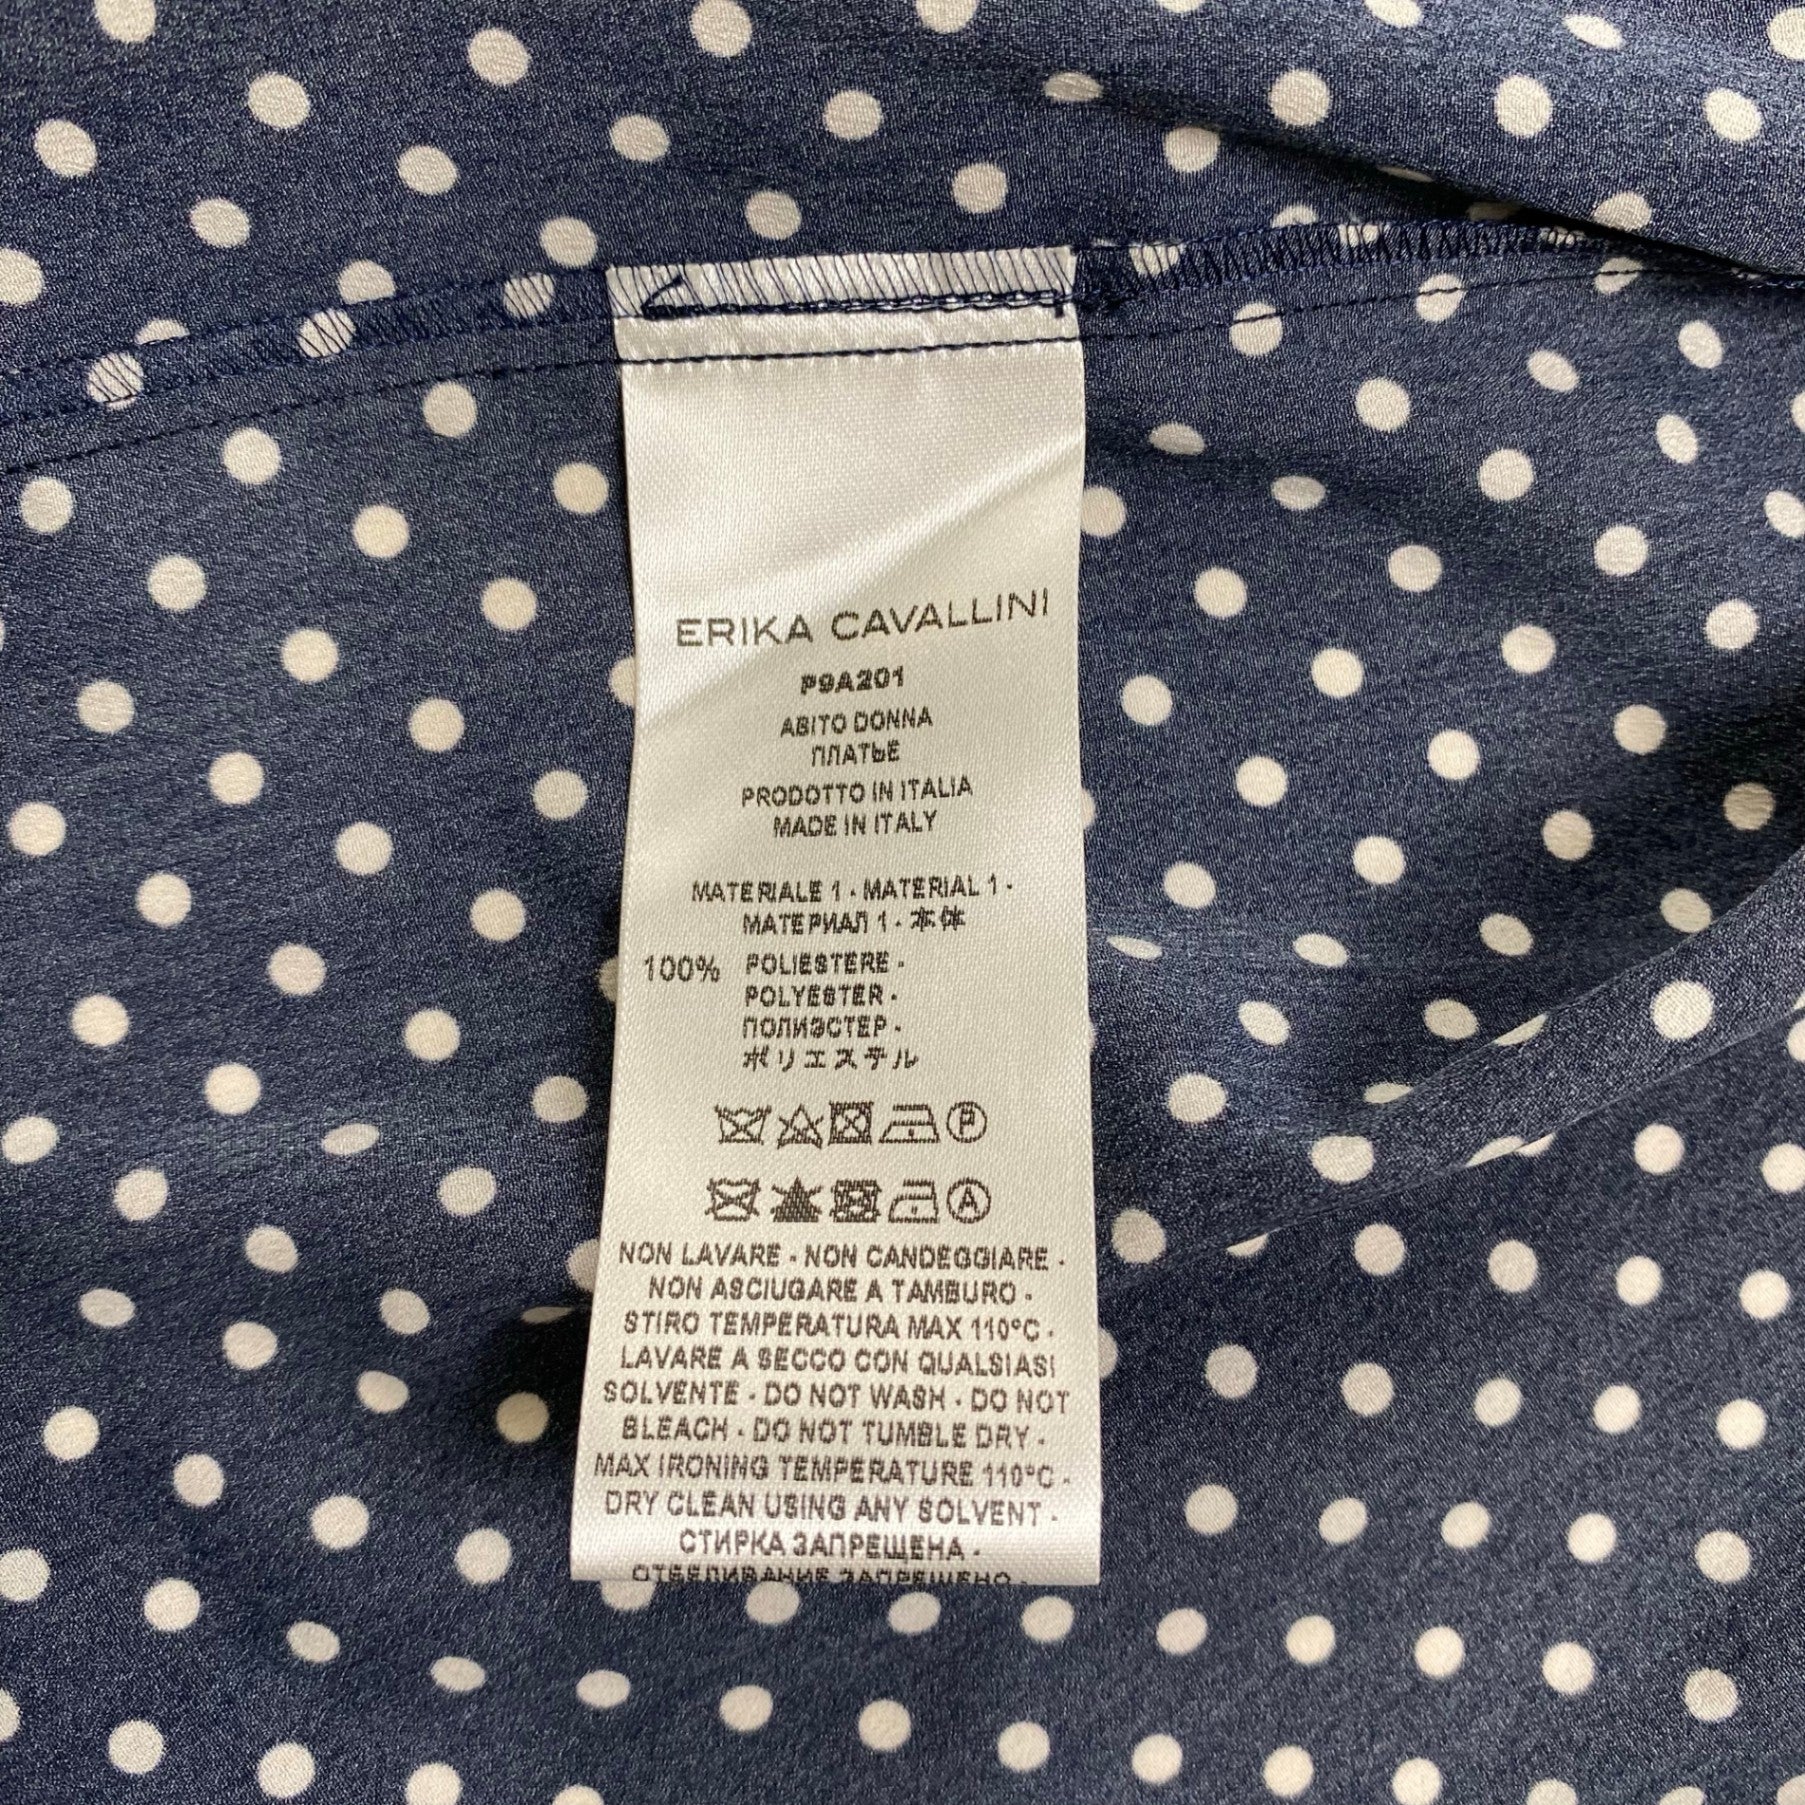 ERIKA CAVALLINI
P9A201
ABITO DONNA
ПЛАТЬЕ
PRODOTTO IN ITALIA
MADE IN ITALY
MATERIALE 1 - MATERIAL 1 -
МАТЕРИАЛ 1 - 本体
100% POLIESTERE -
POLYESTER -
ПОЛИЭСТЕР -
ポリエステル
P
A
NON LAVARE - NON CANDEGGIARE -
NON ASCIUGARE A TAMBURO -
STIRO TEMPERATURA MAX 110°C -
LAVARE A SECCO CON QUALSIASI
SOLVENTE - DO NOT WASH - DO NOT
BLEACH - DO NOT TUMBLE DRY -
MAX IRONING TEMPERATURE 110°C -
DRY CLEAN USING ANY SOLVENT -
СТИРКА ЗАПРЕЩЕНА -
ОТБЕЛИВАНИЕ ЗАПРЕЩЕНО -